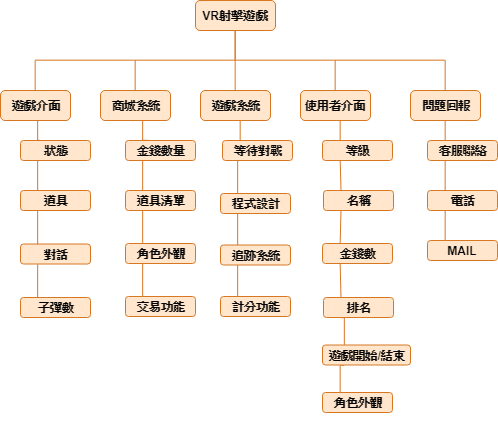 VR射擊遊戲
遊戲介面
商城系統
遊戲系統
使用者介面
問題回報
狀態
金錢數量
等待對戰
等級
客服聯絡
道具
道具清單
程式設計
名稱
電話
對話
角色外觀
追跡系統
金錢數
MAIL
子彈數
交易功能
計分功能
排名
遊戲開始/結束
角色外觀